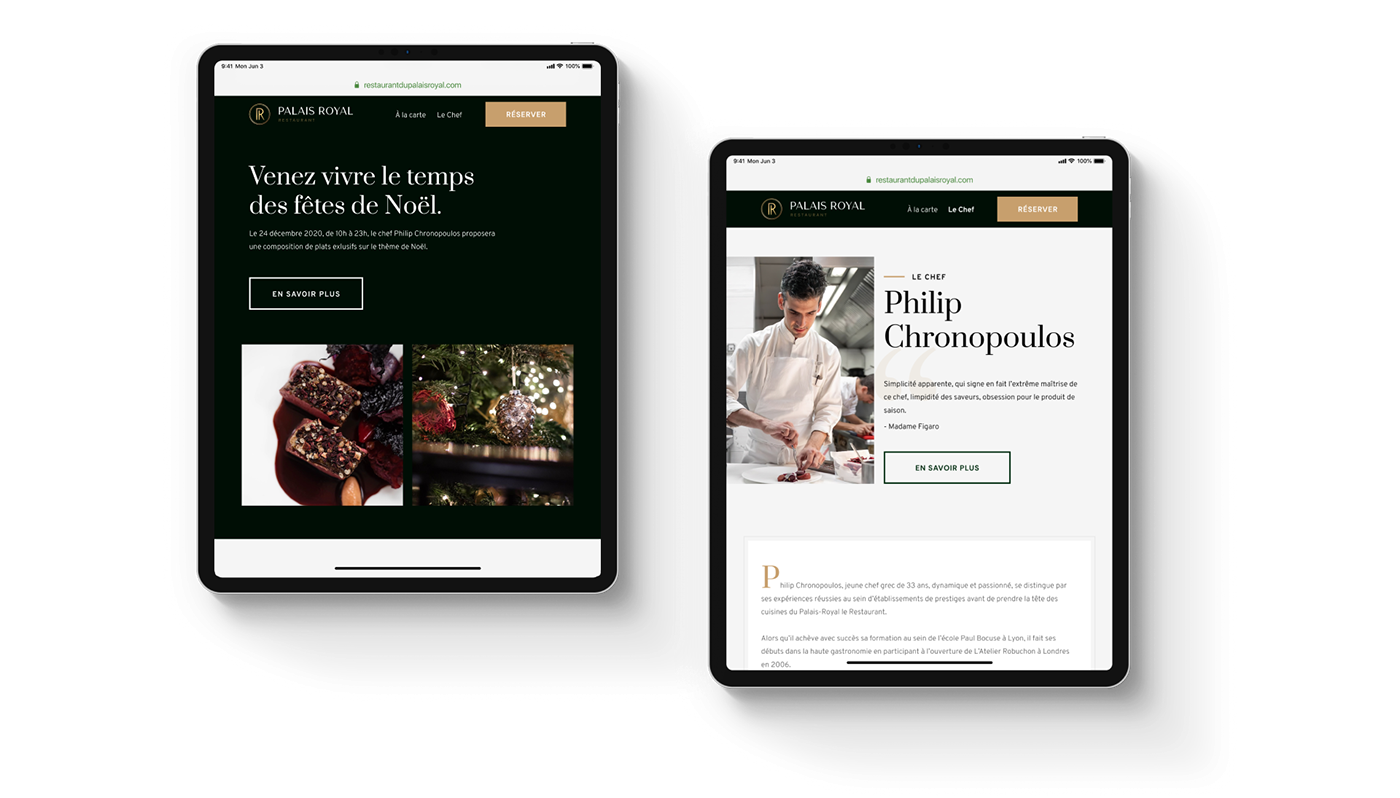 9:41 Mon Jun 3
100%
restaurantdupalaisroyal.com
PALAIS ROYAL
RESTAURANT
À la carte
Le Chef
RÉSERVER
Venez vivre le temps
des fêtes de Noël.
Le 24 décembre 2020, de 10h à 23h, le chef Philip Chronopoulos proposera
une composition de plats exlusifs sur le thème de Noël.
EN SAVOIR PLUS
9:41 Mon Jun 3
100%
restaurantdupalaisroyal.com
PALAIS ROYAL
RESTAURANT
À la carte
Le Chef
RÉSERVER
LE CHEF
Philip
Chronopoulos
Simplicité apparente, qui signe en fait l'extrême maîtrise de
ce chef, limpidité des saveurs, obsession pour le produit de
saison.
- Madame Figaro
EN SAVOIR PLUS
Philip Chronopoulos, jeune chef grec de 33 ans, dynamique et passionné, se distingue par
ses expériences réussies au sein d'établissements de prestiges avant de prendre la tête des
cuisines du Palais-Royal le Restaurant.
Alors qu'il achève avec succès sa formation au sein de l'école Paul Bocuse à Lyon, il fait ses
débuts dans la haute gastronomie en participant à l'ouverture de L'Atelier Robuchon à Londres
en 2006.